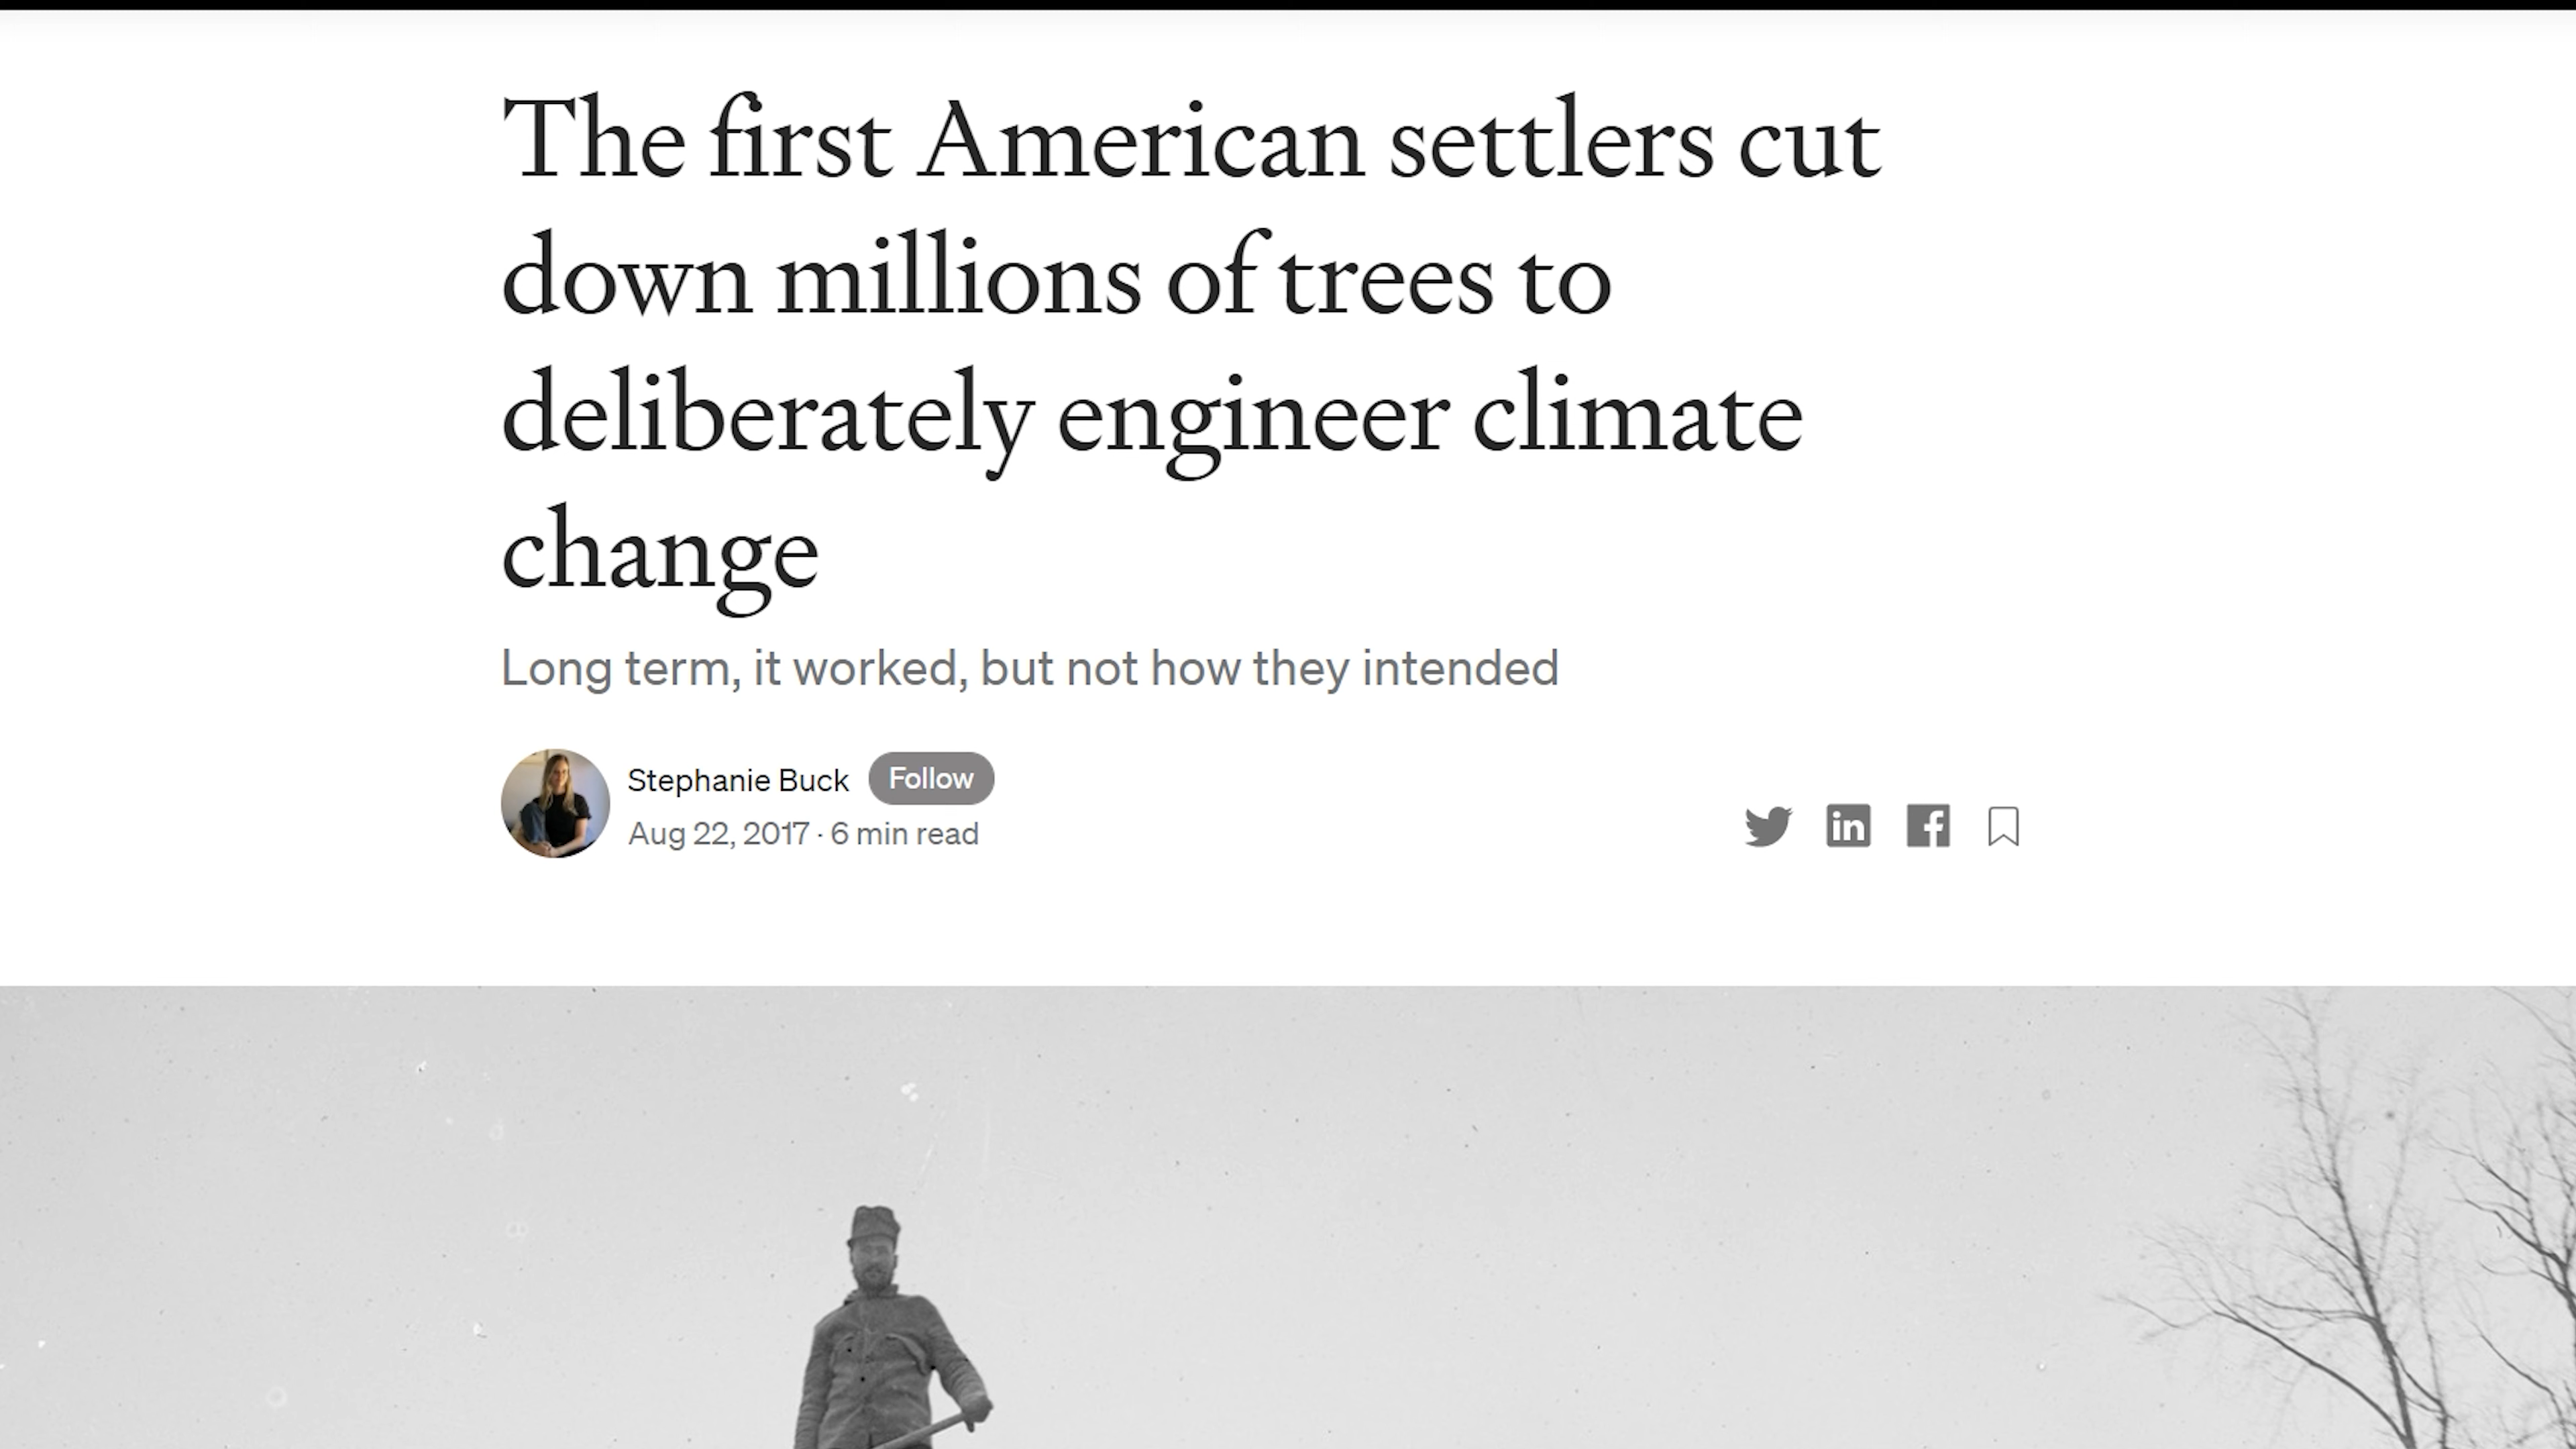 The first American settlers cut
down millions of trees to
deliberately engineer climate
change
Long term, it worked, but not how they intended
Stephanie Buck Follow
Aug 22, 2017 · 6 min read